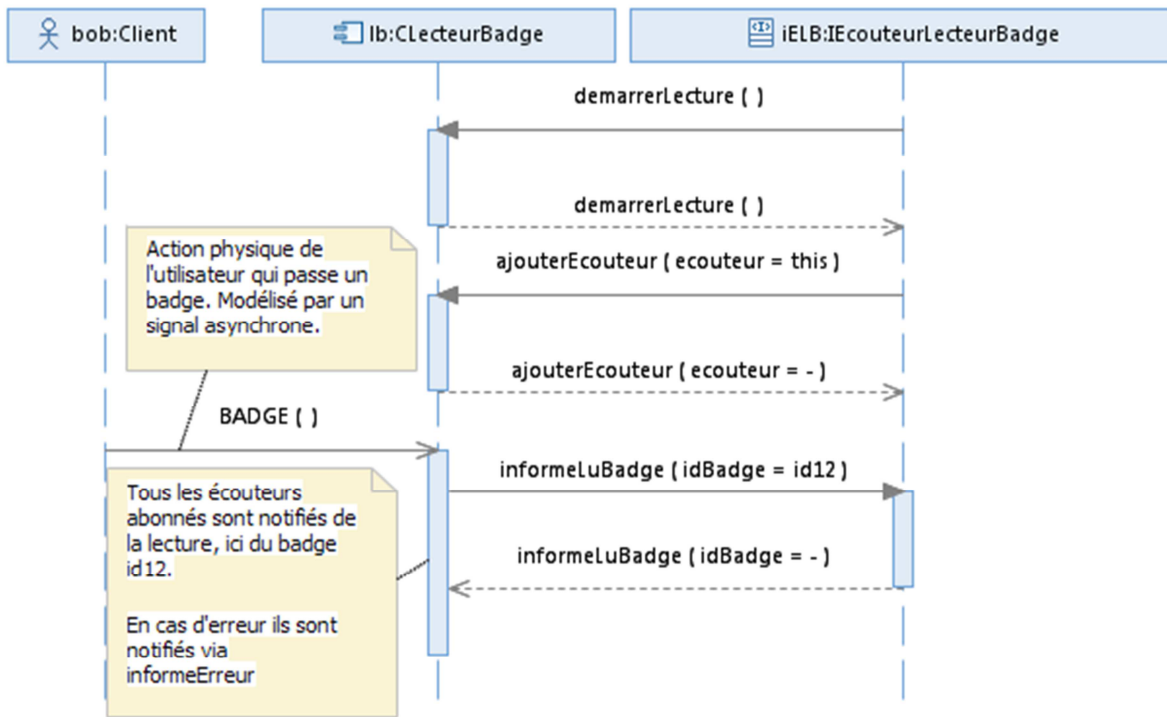 bob:Client
lb:CLecteurBadge
iELB:IEcouteurLecteurBadge
demarrerLecture ( )
demarrerLecture ( )
Action physique de
l'utilisateur qui passe un
badge. Modélisé par un
signal asynchrone.
ajouterEcouteur ( ecouteur = this )
ajouterEcouteur ( ecouteur = - )
BADGE ( )
informeLuBadge ( idBadge = id12 )
Tous les écouteurs
abonnés sont notifiés de
la lecture, ici du badge
id12.
informeLuBadge ( idBadge = - )
En cas d'erreur ils sont
notifiés via
informeErreur